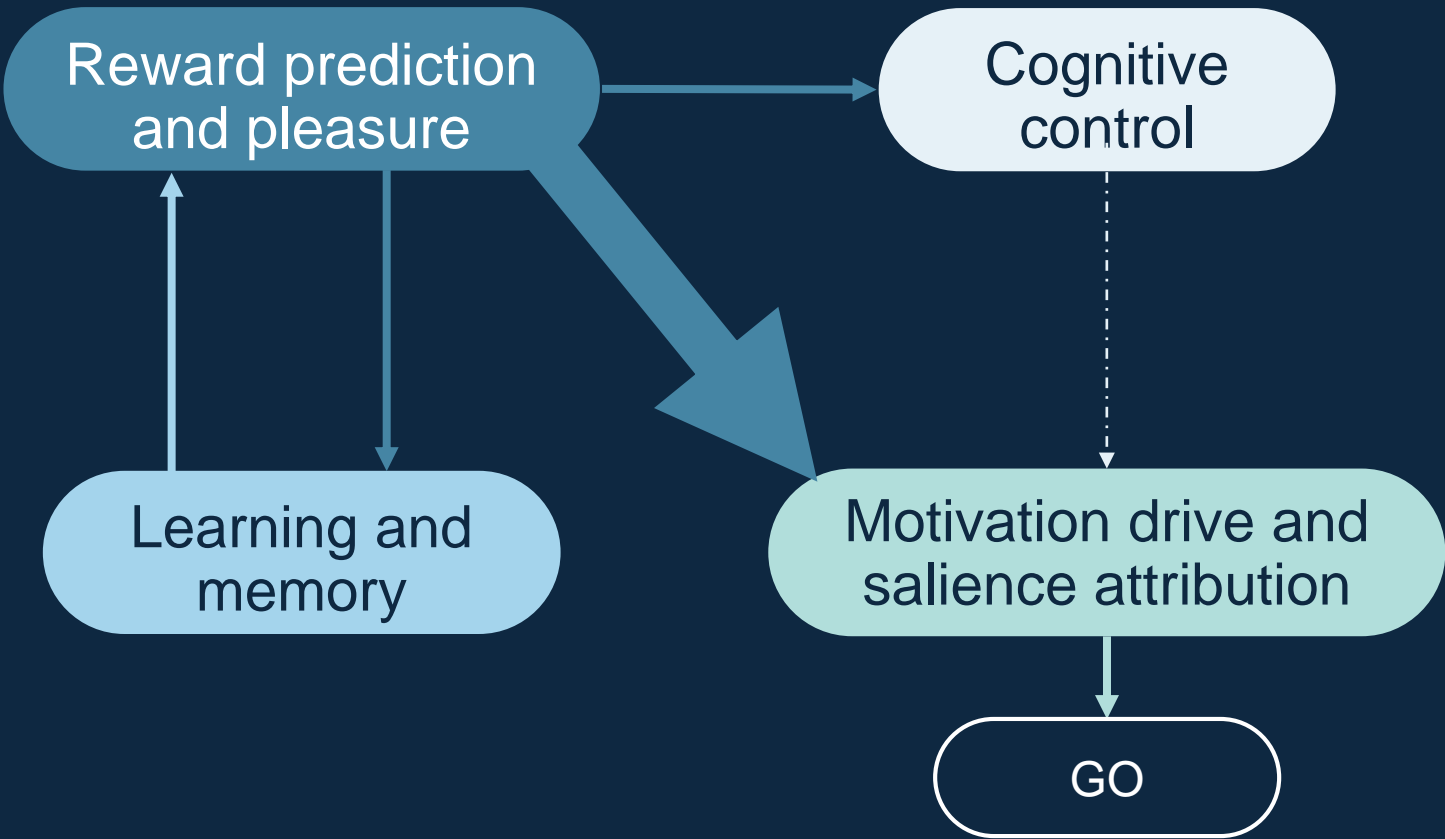 Reward prediction
and pleasure
Cognitive
control
Learning and
memory
Motivation drive and
salience attribution
GO